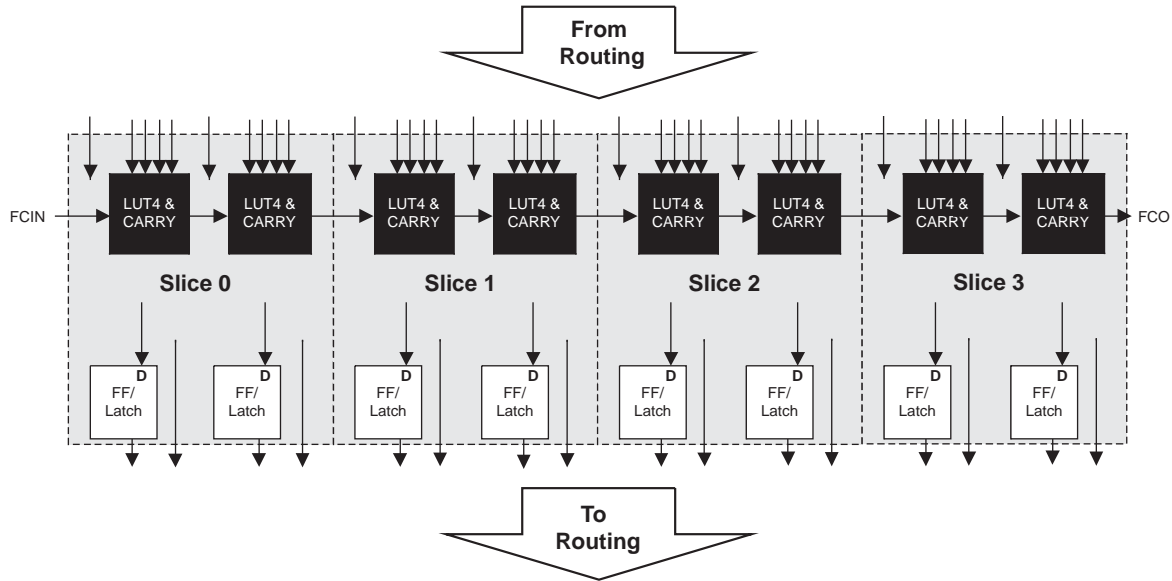 From
Routing
FCIN
LUT4 &
CARRY
LUT4 &
CARRY
LUT4 &
CARRY
LUT4 &
CARRY
LUT4 &
CARRY
LUT4 &
CARRY
LUT4 &
CARRY
LUT4 &
CARRY
FCO
Slice 0
Slice 1
Slice 2
Slice 3
D
FF/
Latch
D
FF/
Latch
D
FF/
Latch
D
FF/
Latch
D
FF/
Latch
D
FF/
Latch
D
FF/
Latch
D
FF/
Latch
To
Routing